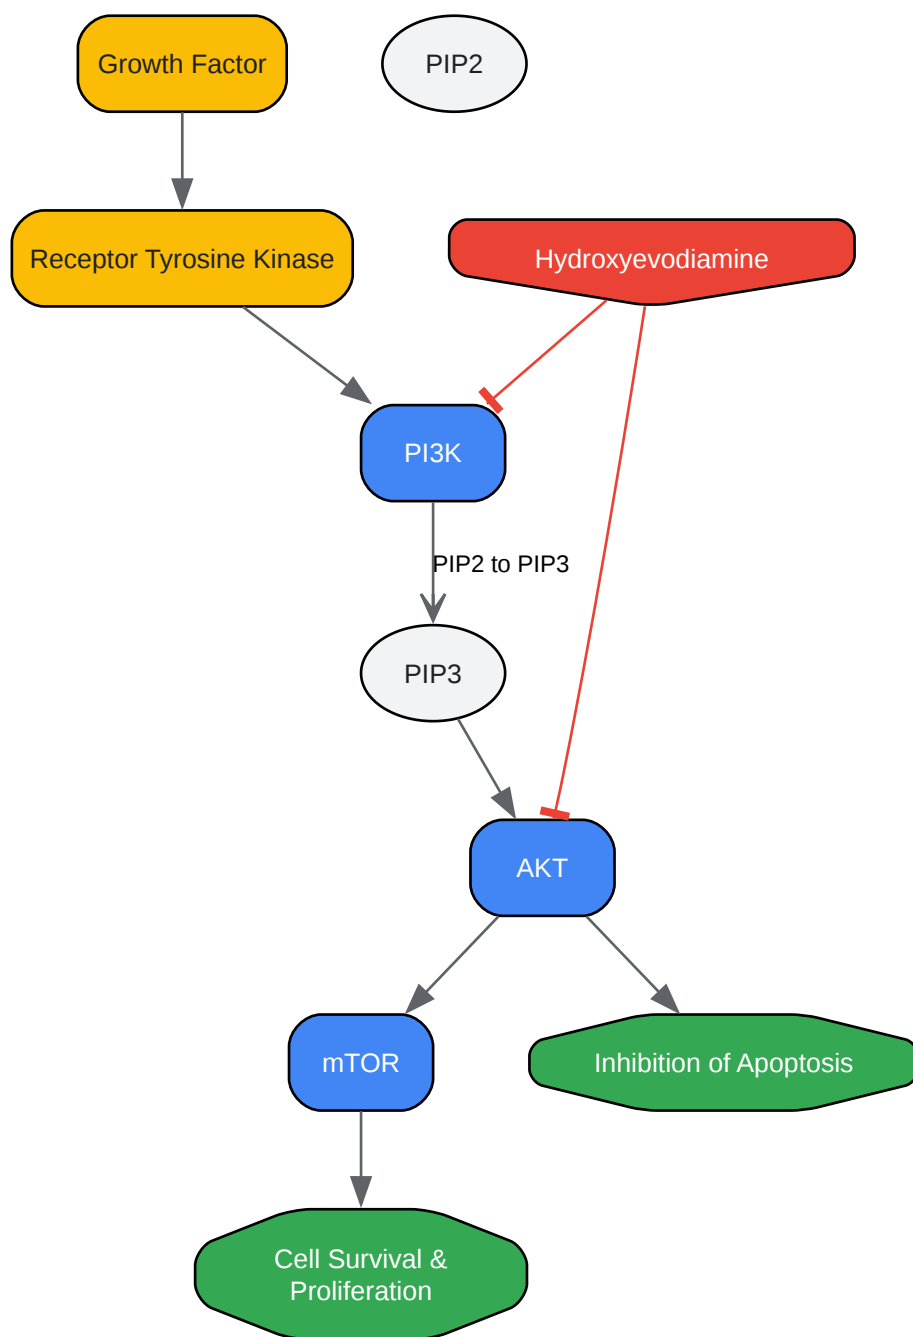 Growth Factor
PIP2
Receptor Tyrosine Kinase
Hydroxyevodiamine
PI3K
PIP2 to PIP3
PIP3
AKT
mTOR
Inhibition of Apoptosis
Cell Survival &
Proliferation